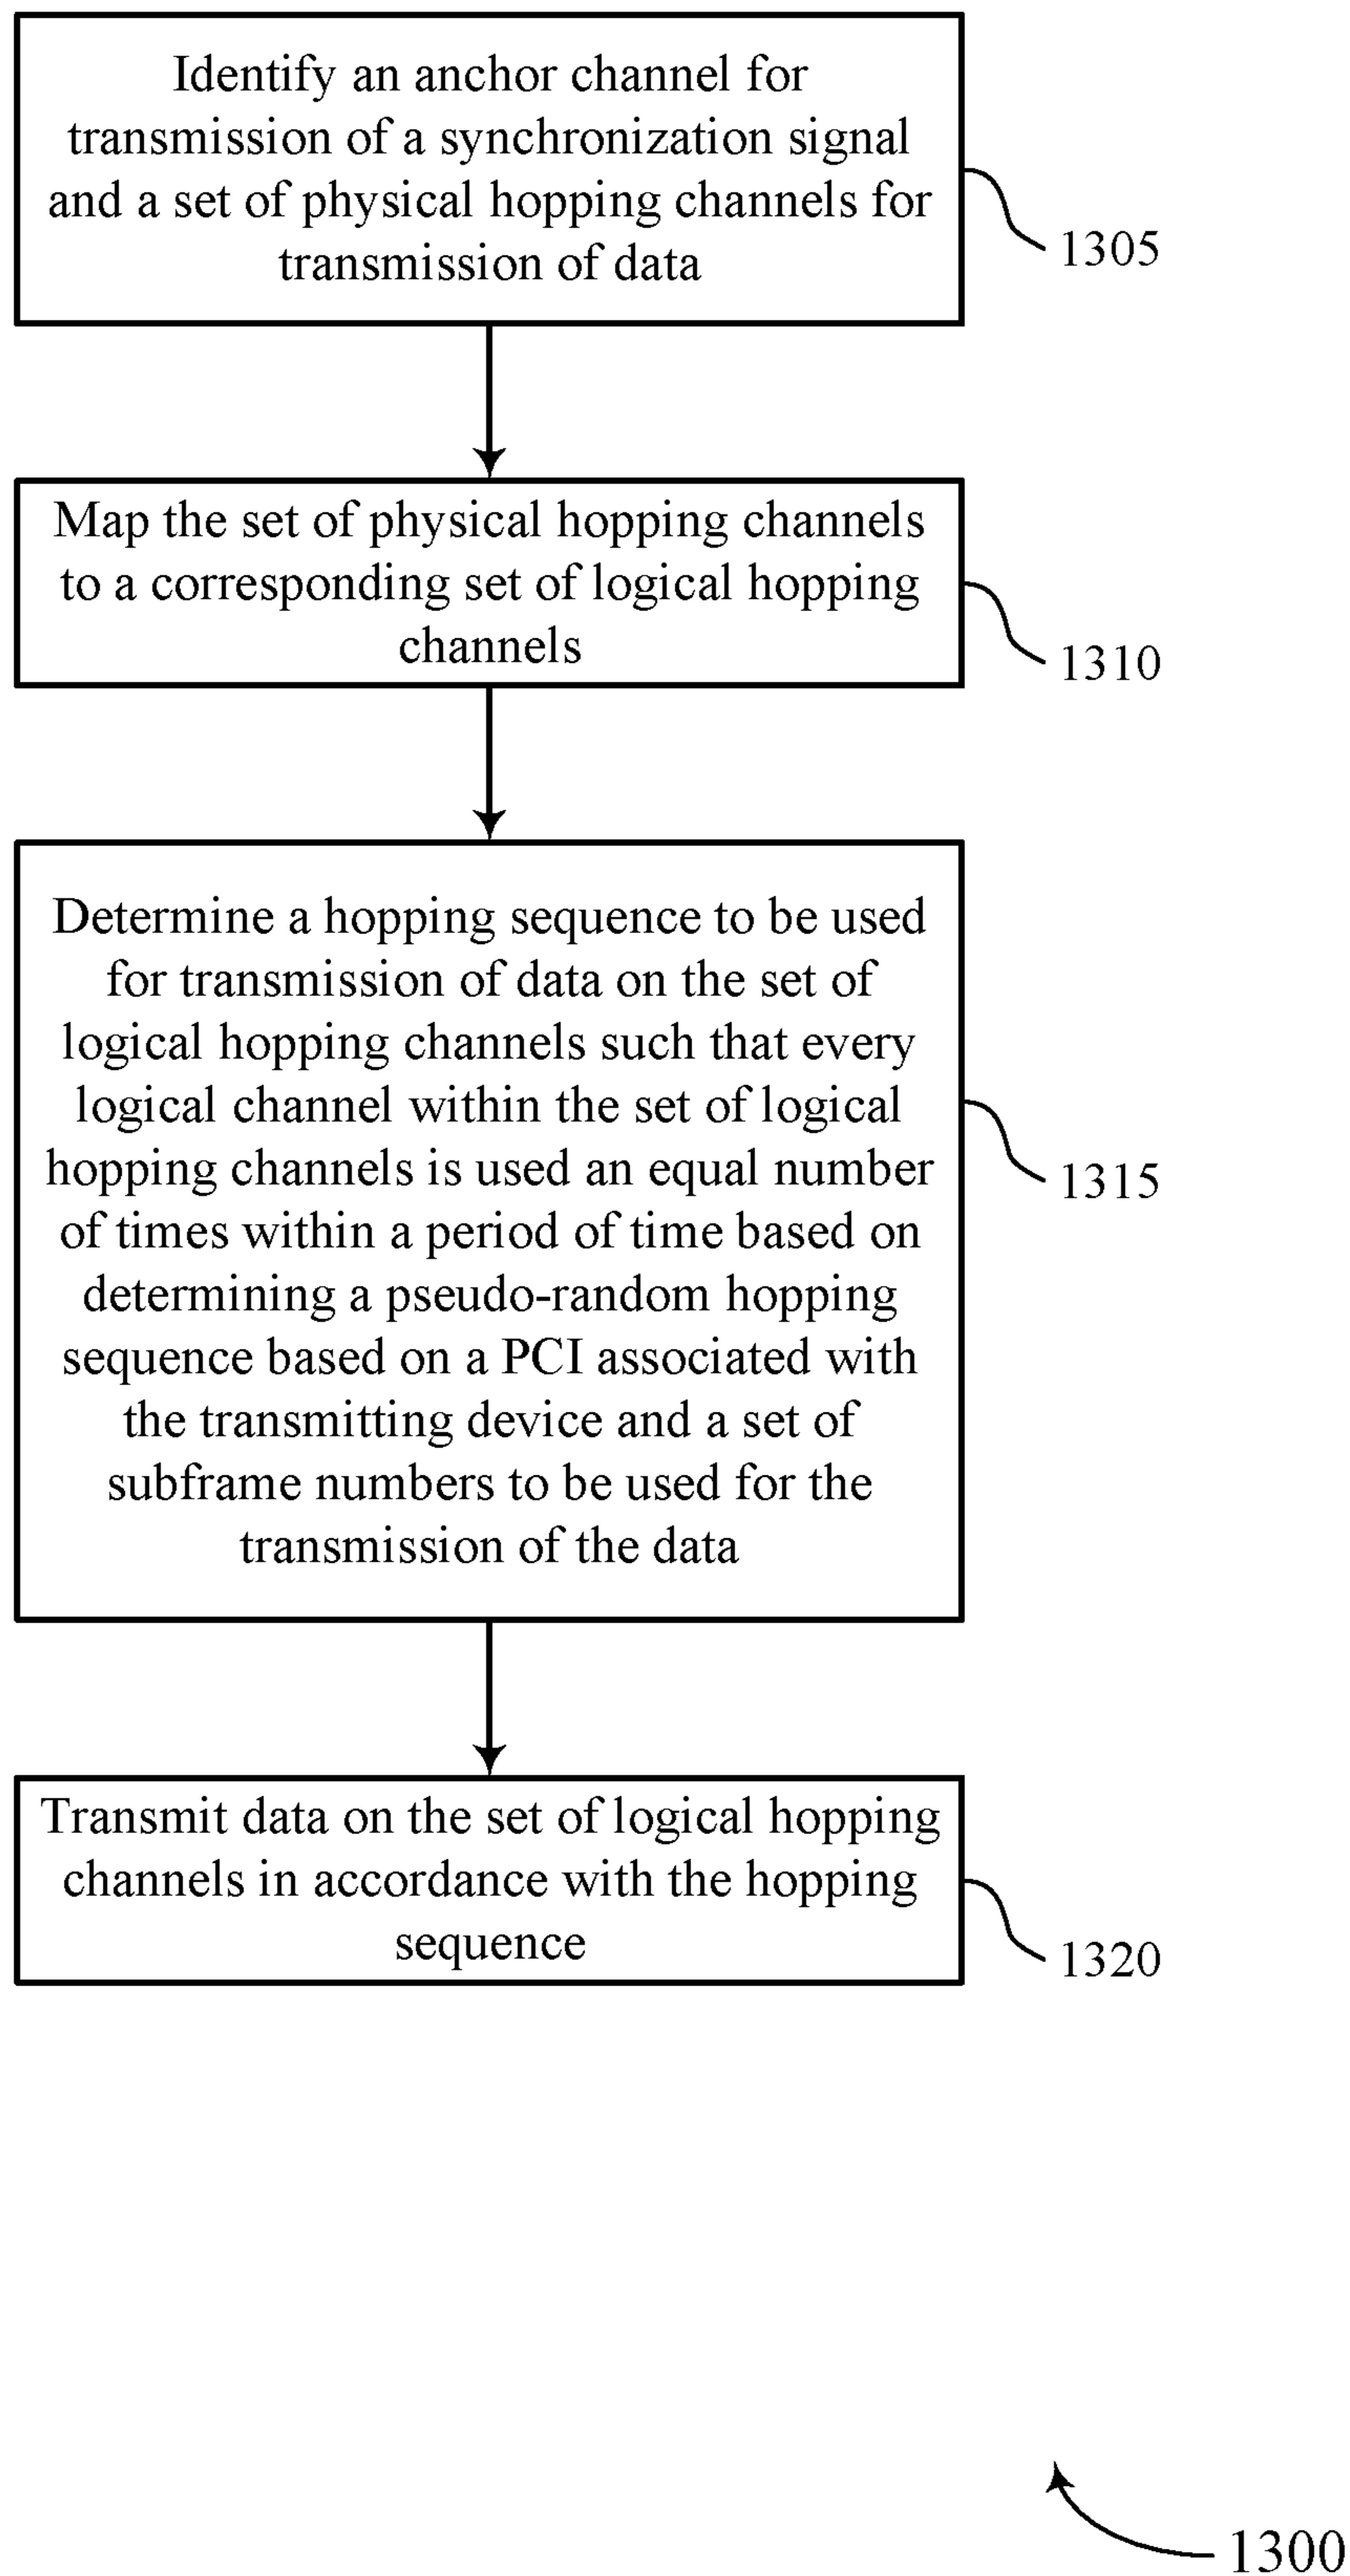 Identify an anchor channel for
transmission of a synchronization signal
and a set of physical hopping channels for
transmission of data
1305
Map the set of physical hopping channels
to a corresponding set of logical hopping
channels
1310
Determine a hopping sequence to be used
for transmission of data on the set of
logical hopping channels such that every
logical channel within the set of logical
hopping channels is used an equal number
of times within a period of time based on
determining a pseudo-random hopping
sequence based on a PCI associated with
the transmitting device and a set of
subframe numbers to be used for the
transmission of the data
1315
Transmit data on the set of logical hopping
channels in accordance with the hopping
sequence
1320
1300